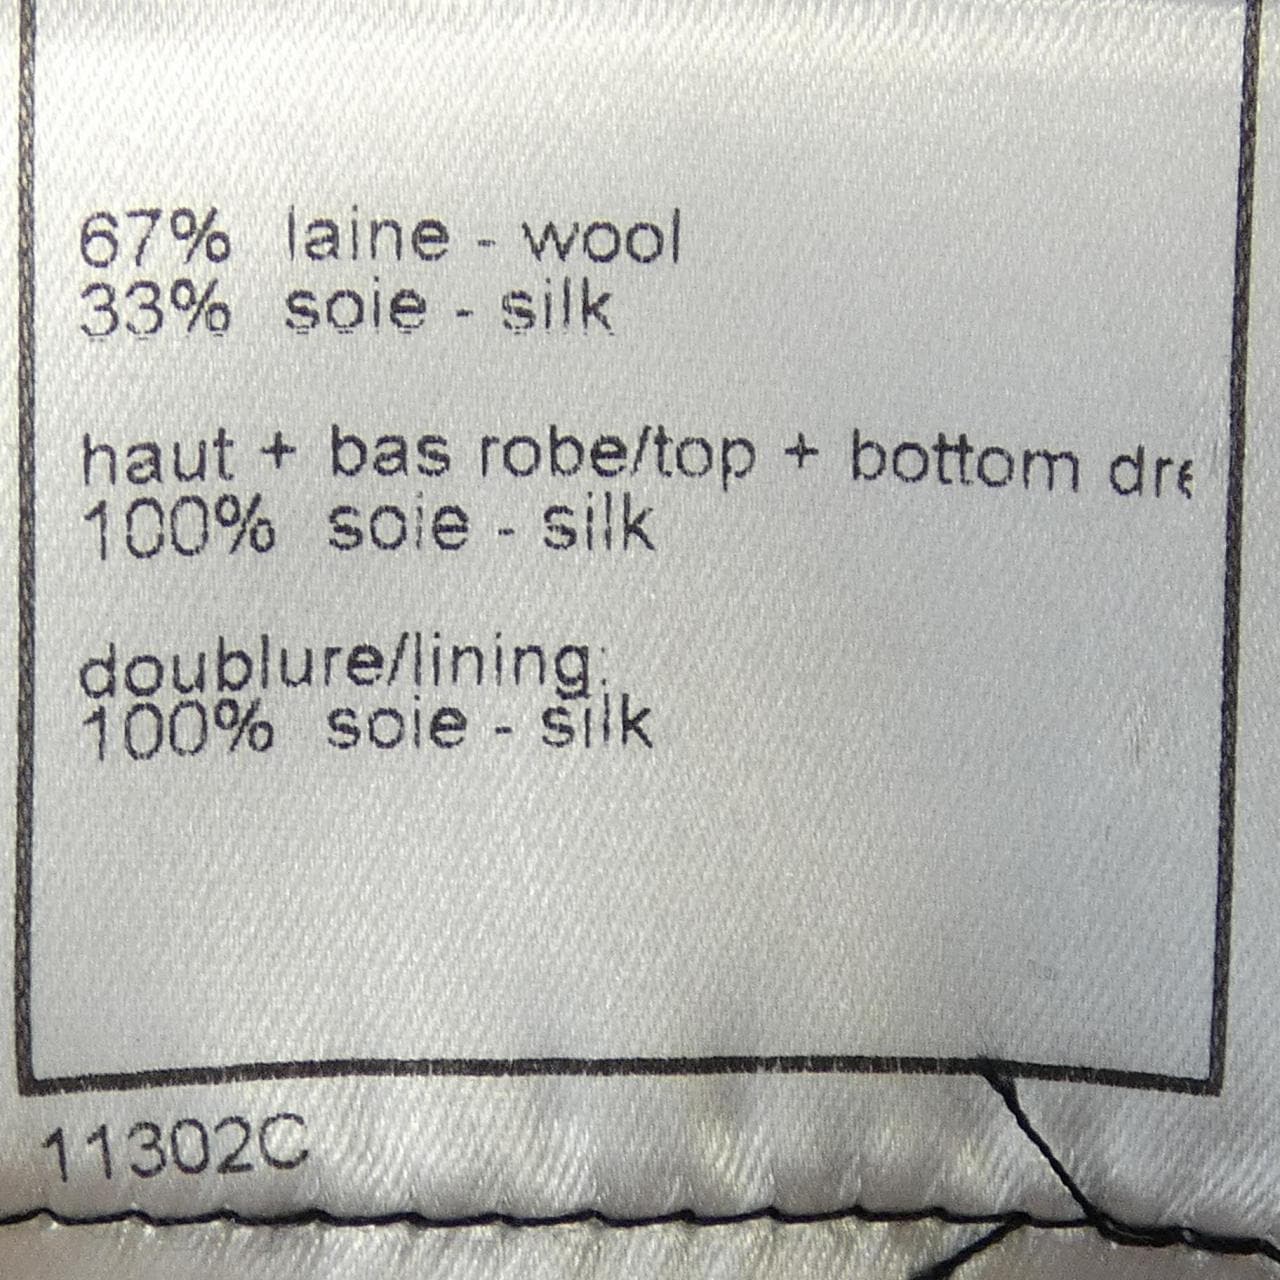 67% laine - wool
33% soie - silk
haut + bas robe/top + bottom dre
100% soie - silk
doublure/lining:
100% soie - silk
11302C